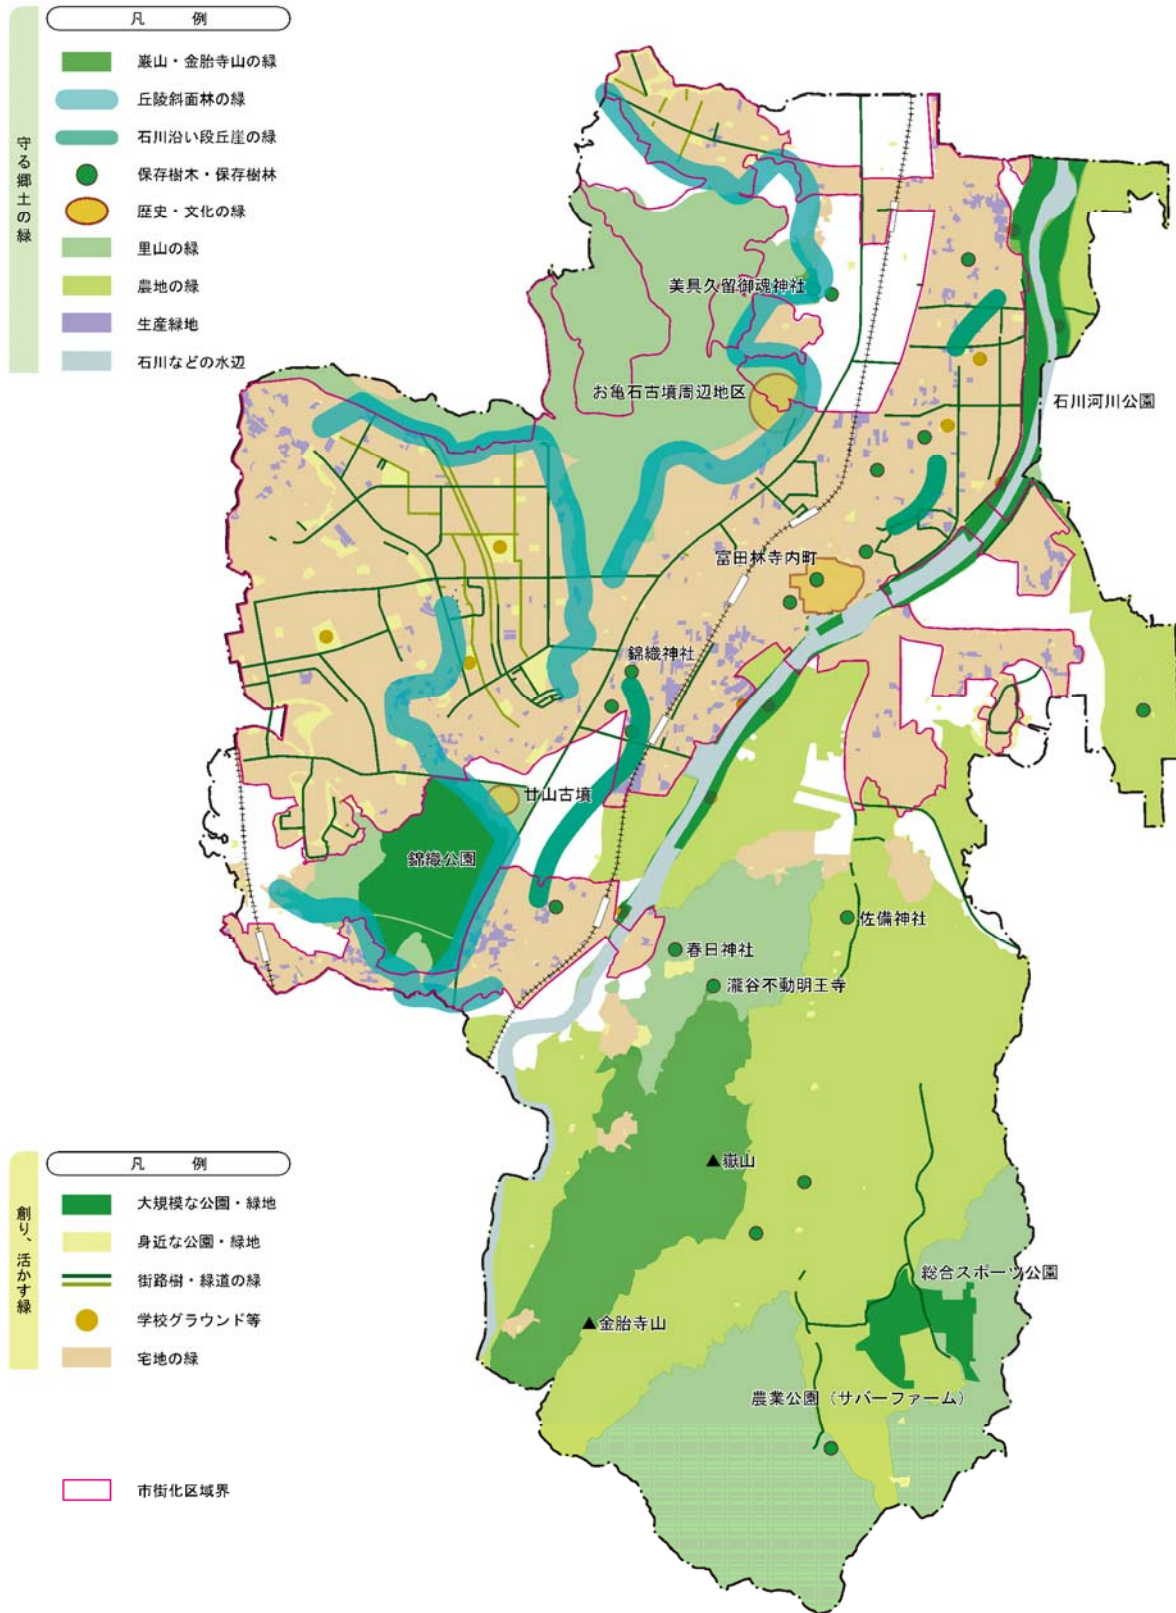 凡 例
守る郷土の緑
巌山・金胎寺山の緑
丘陵斜面林の緑
石川沿い段丘崖の緑
保存樹木・保存樹林
歴史・文化の緑
里山の緑
農地の緑
生産緑地
石川などの水辺
美具久留御魂神社
お亀石古墳周辺地区
石川河川公園
富田林寺内町
錦織神社
廿山古墳
錦織公園
佐備神社
春日神社
瀧谷不動明王寺
▲嶽山
総合スポーツ公園
▲金胎寺山
農業公園(サバーファーム)
凡 例
創り、活かす緑
大規模な公園・緑地
身近な公園・緑地
街路樹・緑道の緑
学校グラウンド等
宅地の緑
市街化区域界